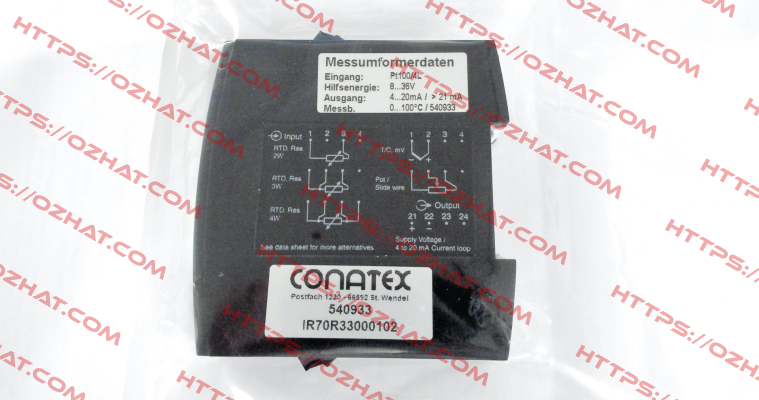 Messumformerdaten
Eingang: Pt100/4L
Hilfsenergie: 8...36V
Ausgang: 4...20mA / > 21 mA
Messb. 0...100°C / 540933
Input 1 2 3 4
RTD, Res
2W
RTD, Res
3W
RTD, Res
4W
See data sheet for more alternatives
1 2 3 4
T/C, mV
- +
Pot /
Slide wire
Output
21 22 23 24
+ -
Supply Voltage /
4 to 20 mA Current loop
CONATEX
Postfach 1220 - 66592 St. Wendel
540933
IR70R33000102
HTTPS://OZHAT.COM